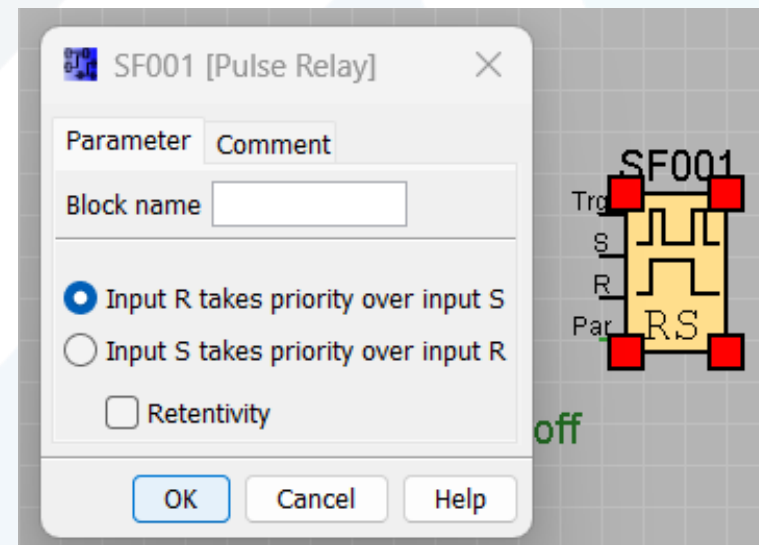 SF001 [Pulse Relay]
Parameter
Comment
Block name
Input R takes priority over input S
Input S takes priority over input R
Retentivity
OK
Cancel
Help
SF001
Trg
S
R
Par
RS
off